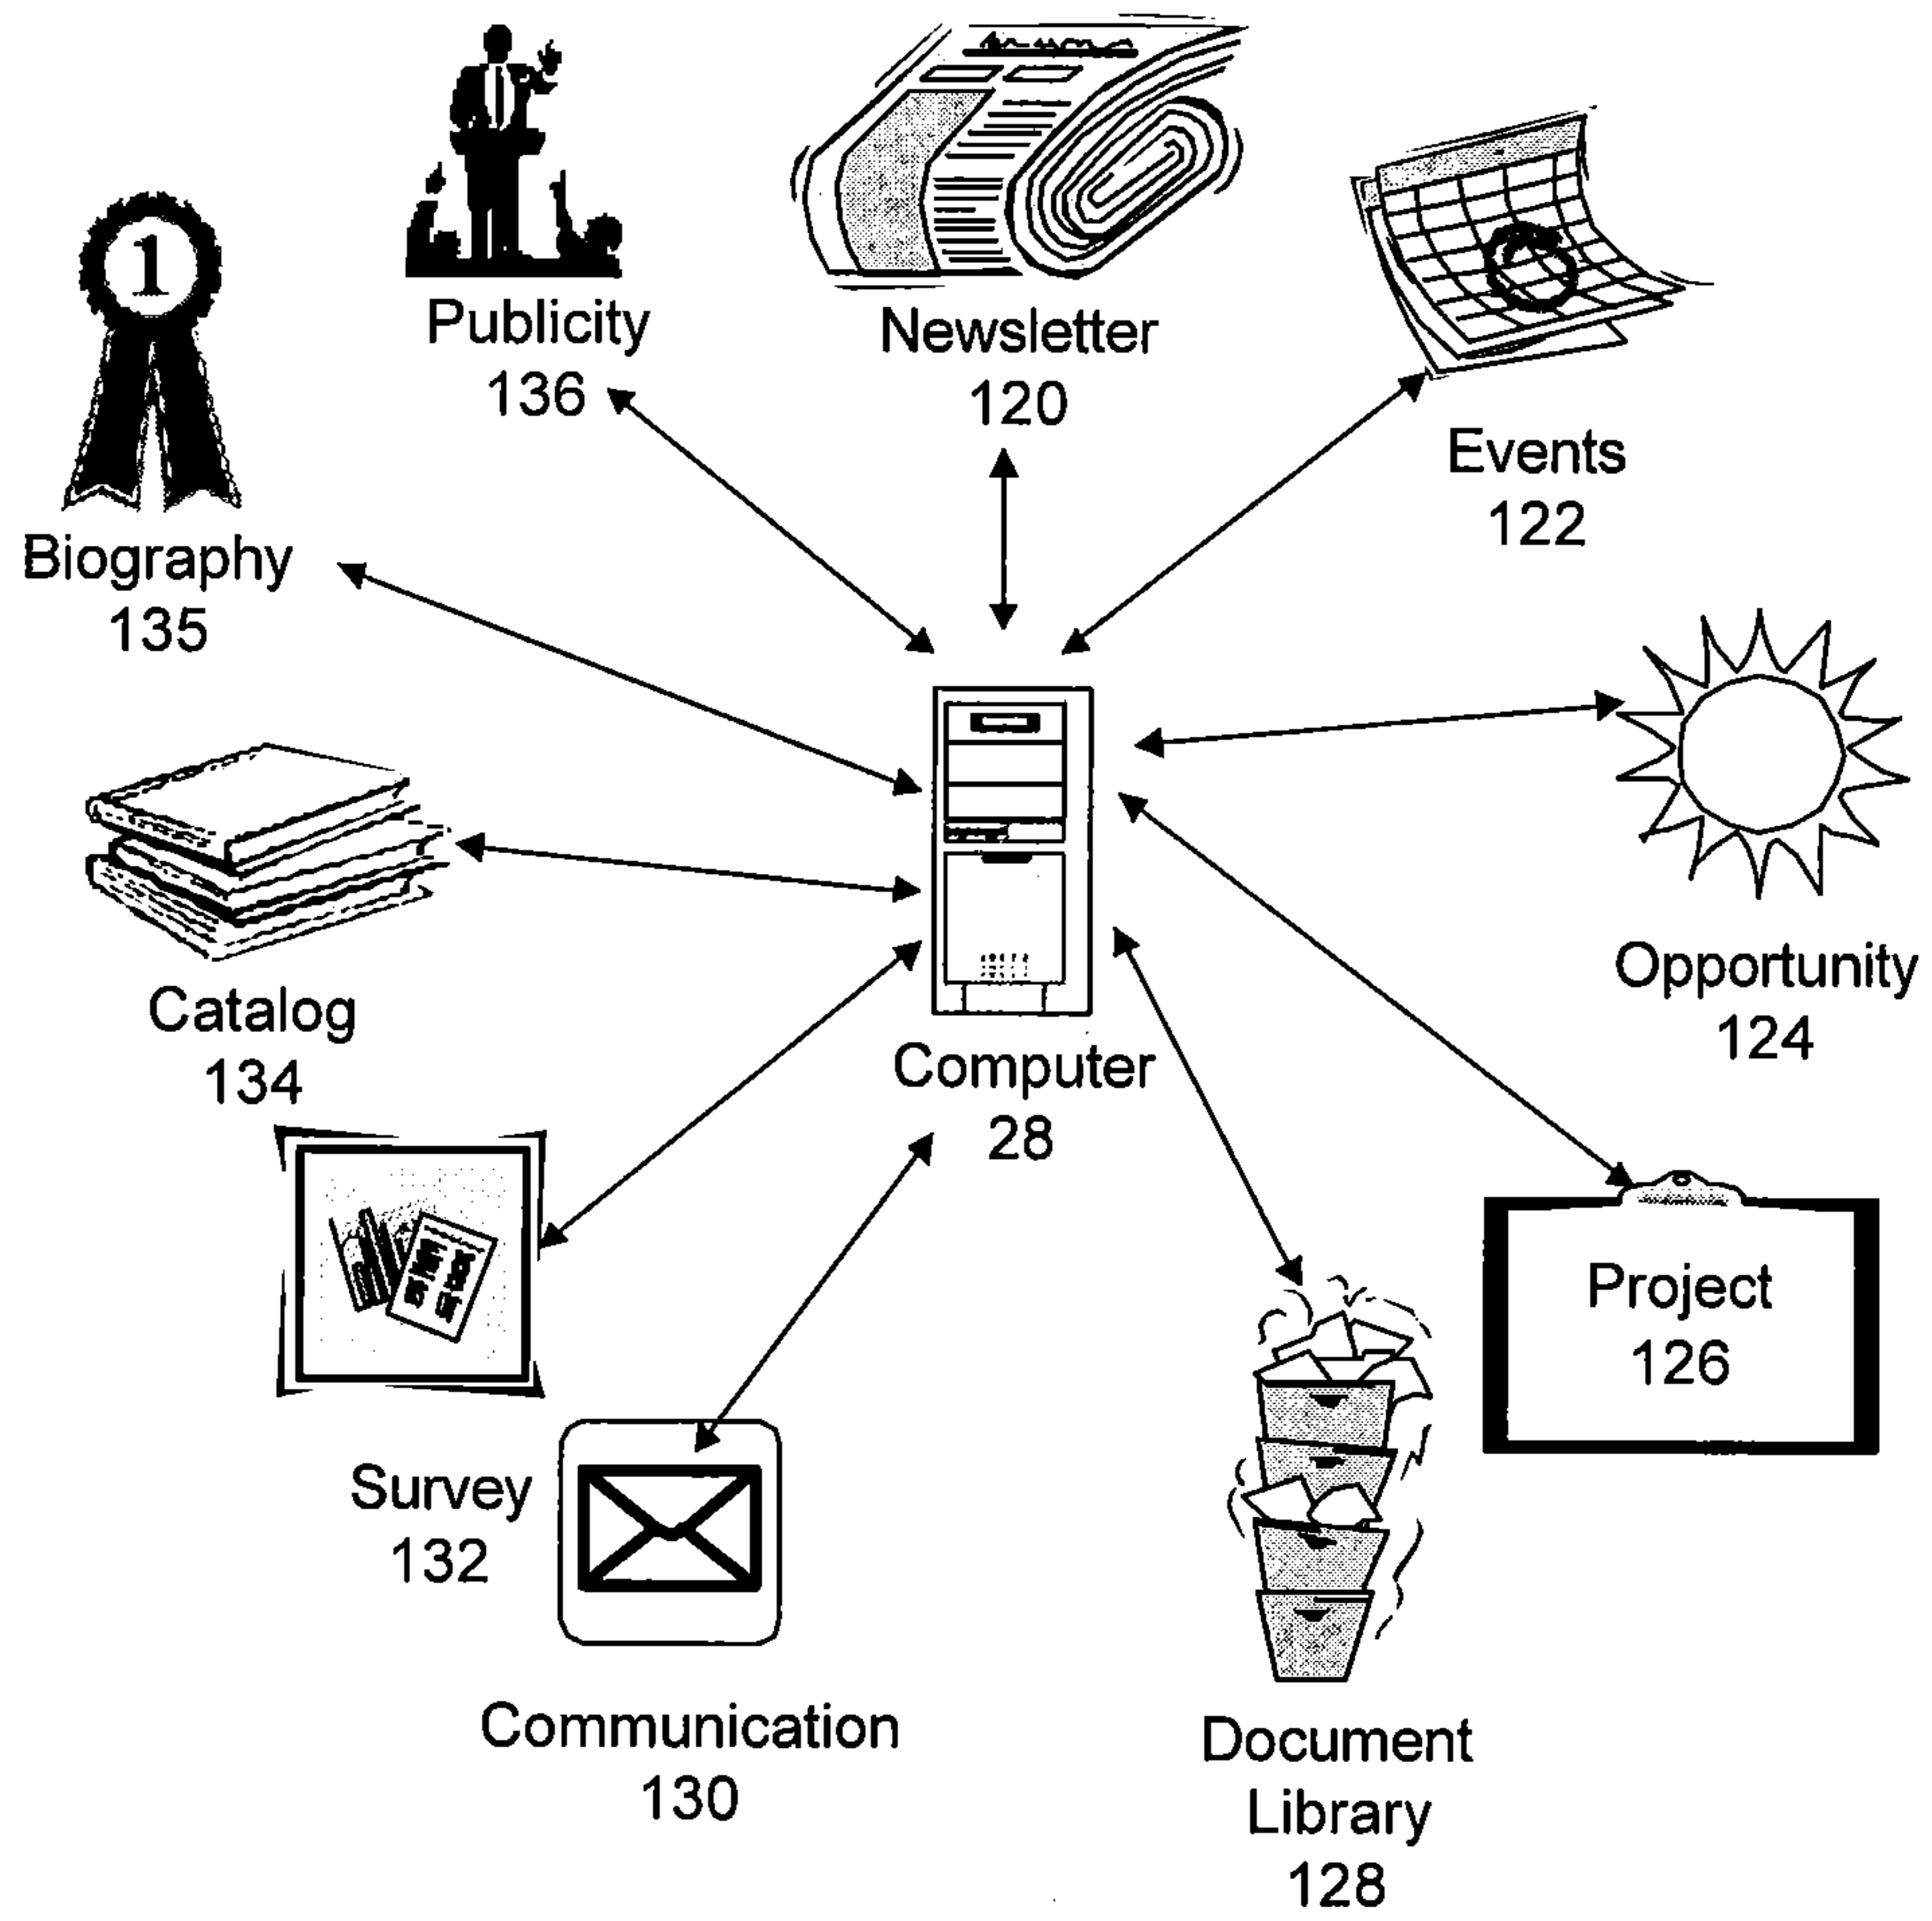 1
Publicity
136
Newsletter
120
Events
122
Biography
135
Opportunity
124
Catalog
134
Computer
28
Project
126
Survey
132
Communication
130
Document
Library
128